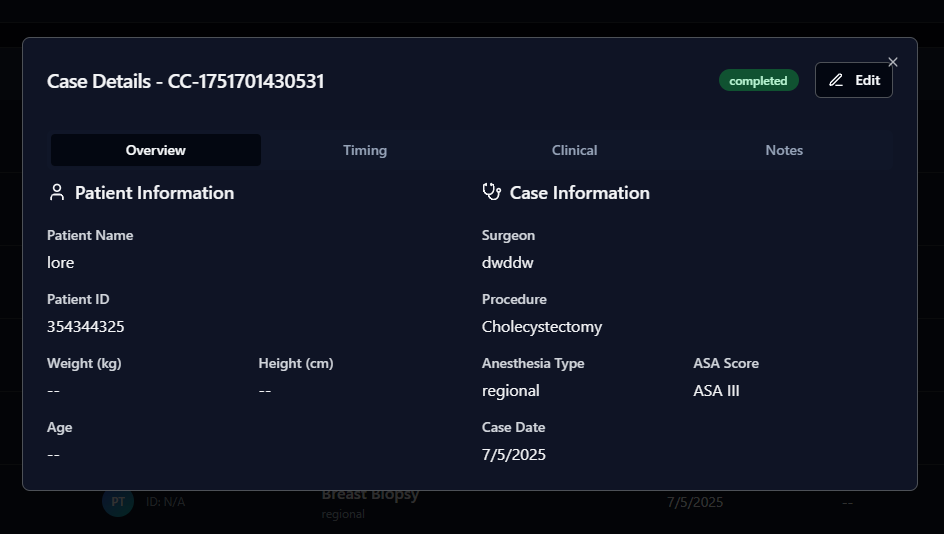 Case Details - CC-1751701430531
completed
Edit
Overview
Timing
Clinical
Notes
Patient Information
Patient Name
lore
Patient ID
354344325
Weight (kg)
Height (cm)
--
--
Age
--
Case Information
Surgeon
dwddw
Procedure
Cholecystectomy
Anesthesia Type
ASA Score
regional
ASA III
Case Date
7/5/2025
PT
ID: N/A
Breast Biopsy
regional
7/5/2025
--